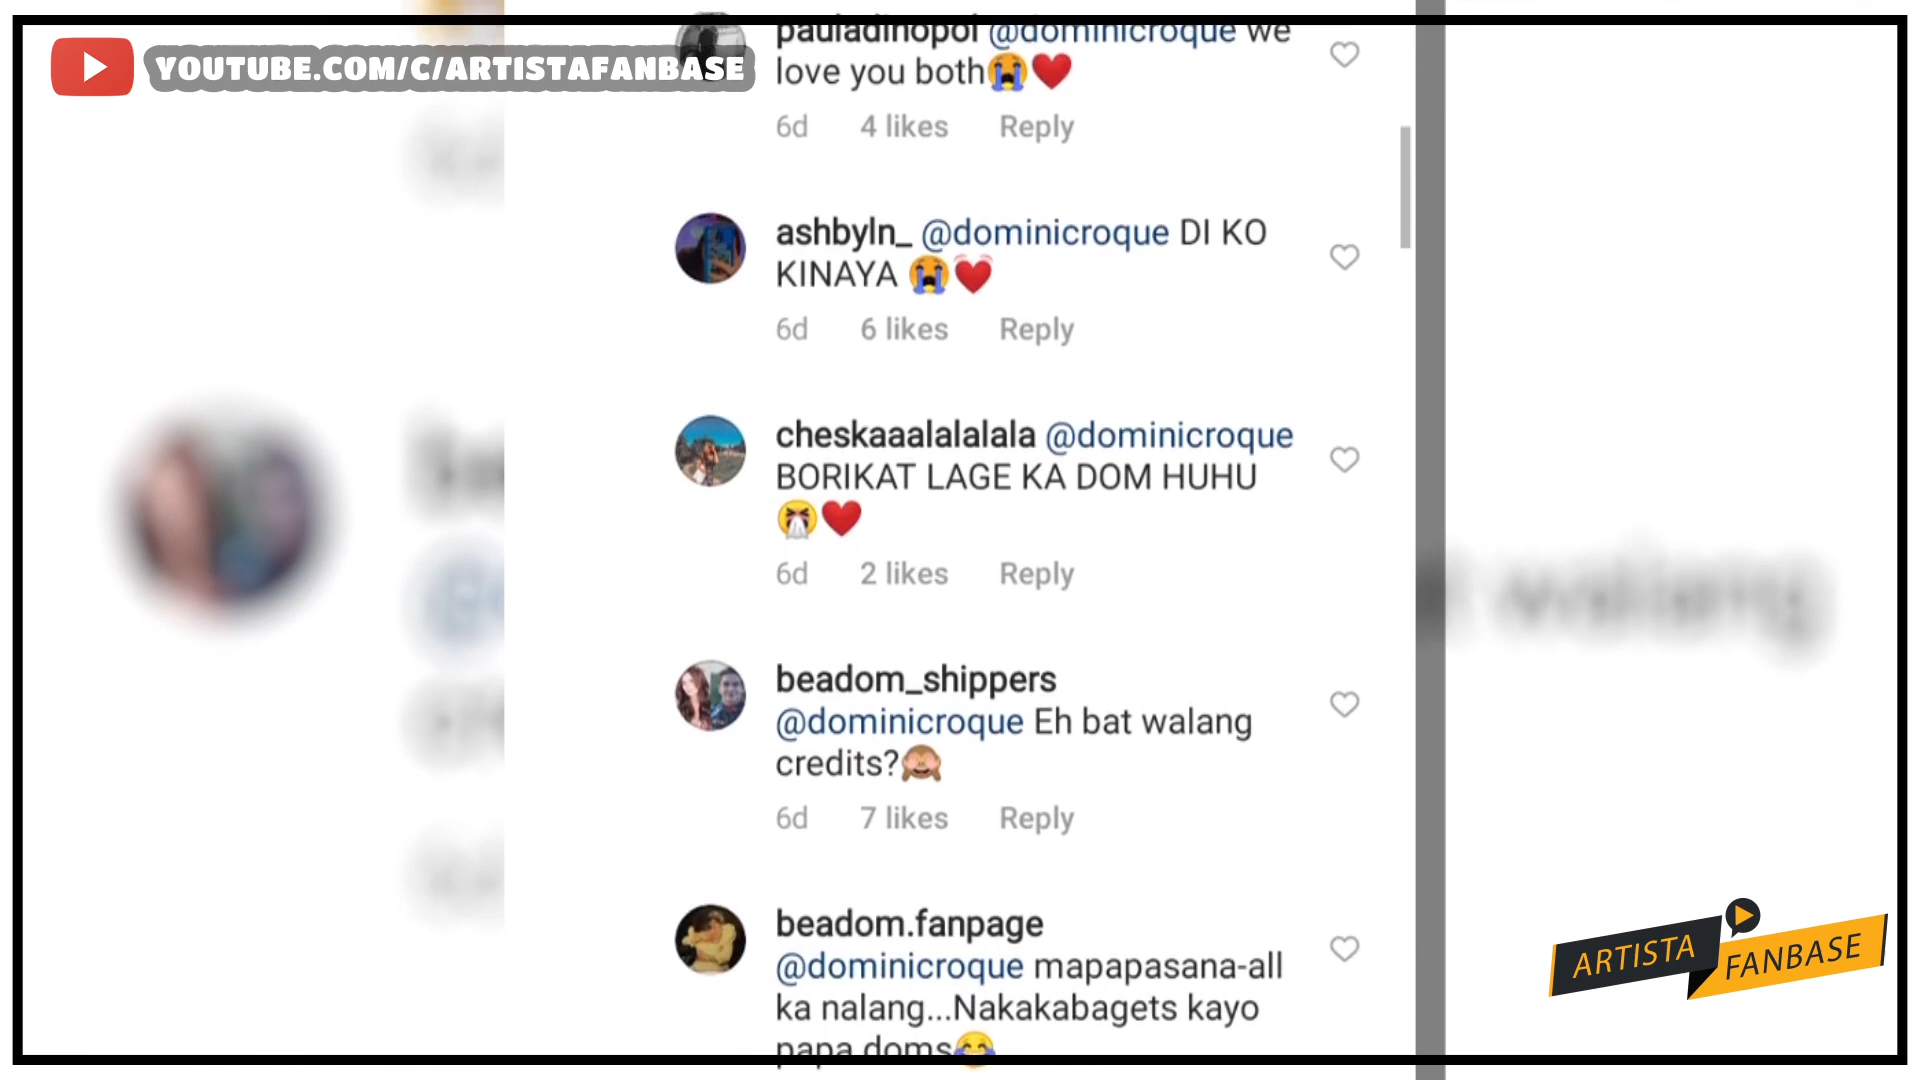 YOUTUBE.COM/C/ARTISTAFANBASE
pauladinopol @dominicroque we
love you both😭❤️
6d 4 likes Reply
ashbyln_ @dominicroque DI KO
KINAYA 😭💓
6d 6 likes Reply
cheskaaalalalala @dominicroque
BORIKAT LAGE KA DOM HUHU
🤧❤️
6d 2 likes Reply
beadom_shippers
@dominicroque Eh bat walang
credits?🙈
6d 7 likes Reply
beadom.fanpage
@dominicroque mapapasana-all
ka nalang...Nakakabagets kayo
papa doms😂
ARTISTA
FANBASE